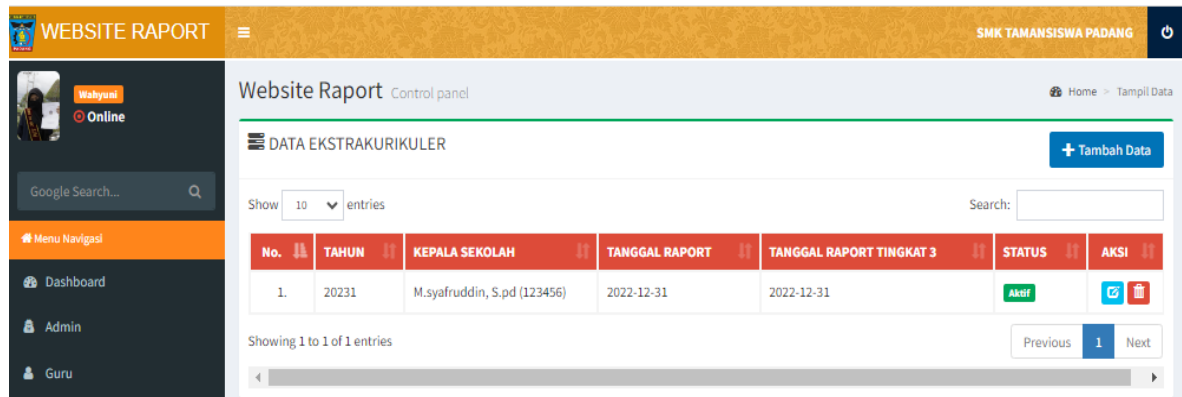 WEBSITE RAPORT
SMK TAMANSISWA PADANG
Wahyuni
Online
Google Search...
Menu Navigasi
Dashboard
Admin
Guru
Website Raport Control panel
Home > Tampil Data
DATA EKSTRAKURIKULER
Tambah Data
Show 10 entries
Search:
No. TAHUN KEPALA SEKOLAH TANGGAL RAPORT TANGGAL RAPORT TINGKAT 3 STATUS AKSI
1. 20231 M.syafruddin, S.pd (123456) 2022-12-31 2022-12-31 Aktif
Showing 1 to 1 of 1 entries
Previous 1 Next